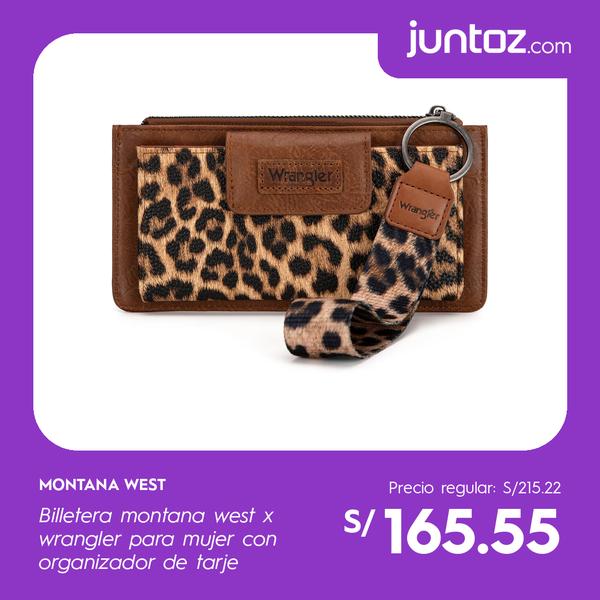 juntoz.com
Wrangler
Wrangler
MONTANA WEST
Billetera montana west x
wrangler para mujer con
organizador de tarje
Precio regular: S/215.22
S/ 165.55